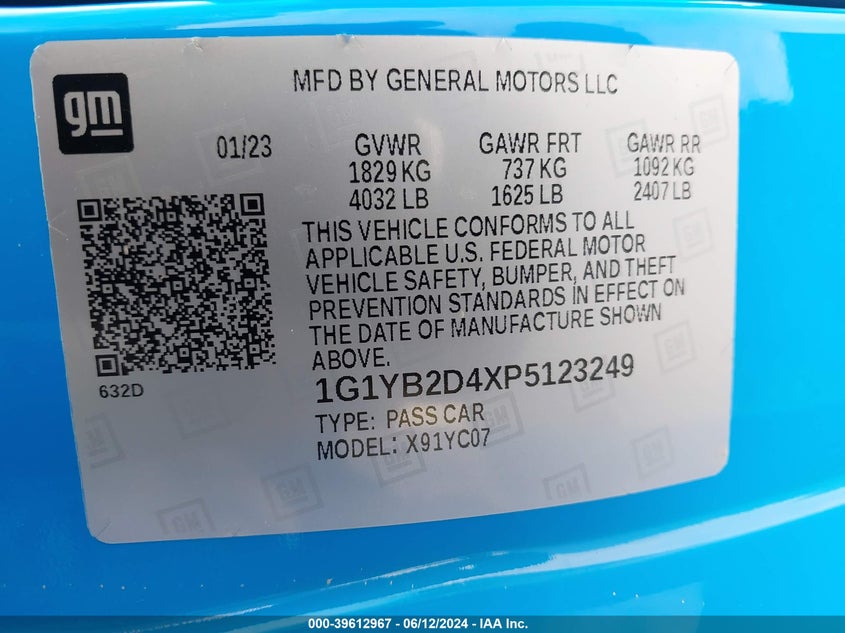 gm
MFD BY GENERAL MOTORS LLC
01/23 GVWR GAWR FRT GAWR RR
1829 KG 737 KG 1092 KG
4032 LB 1625 LB 2407 LB
THIS VEHICLE CONFORMS TO ALL
APPLICABLE U.S. FEDERAL MOTOR
VEHICLE SAFETY, BUMPER, AND THEFT
PREVENTION STANDARDS IN EFFECT ON
THE DATE OF MANUFACTURE SHOWN
ABOVE.
632D
1G1YB2D4XP5123249
TYPE: PASS CAR
MODEL: X91YC07
GM GM GM
000-39612967 - 06/12/2024 - IAA Inc.